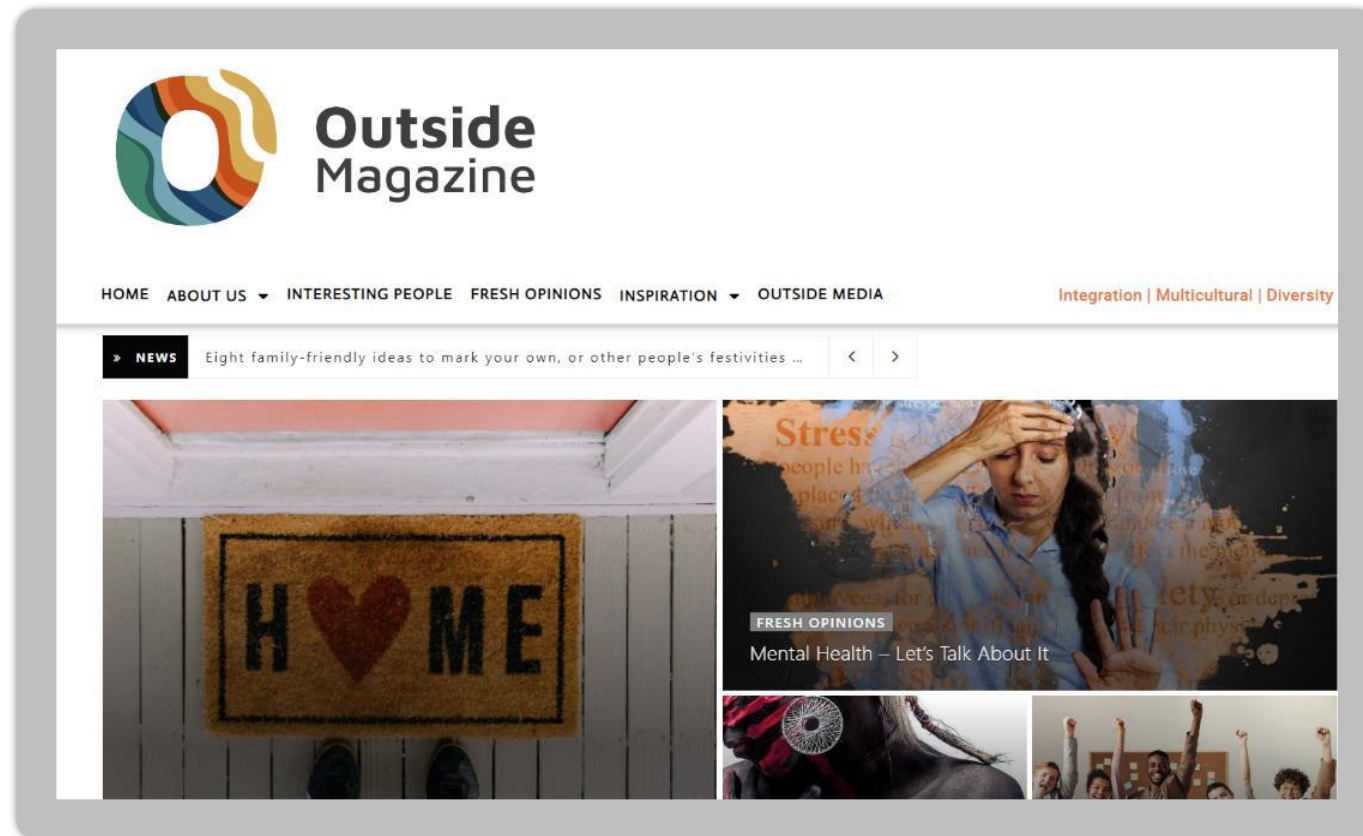 Outside
Magazine
HOME ABOUT US INTERESTING PEOPLE FRESH OPINIONS INSPIRATION OUTSIDE MEDIA Integration | Multicultural | Diversity
» NEWS Eight family-friendly ideas to mark your own, or other people's festivities ... < >
Stress is
people
FRESH OPINIONS
Mental Health – Let's Talk About It
H ME